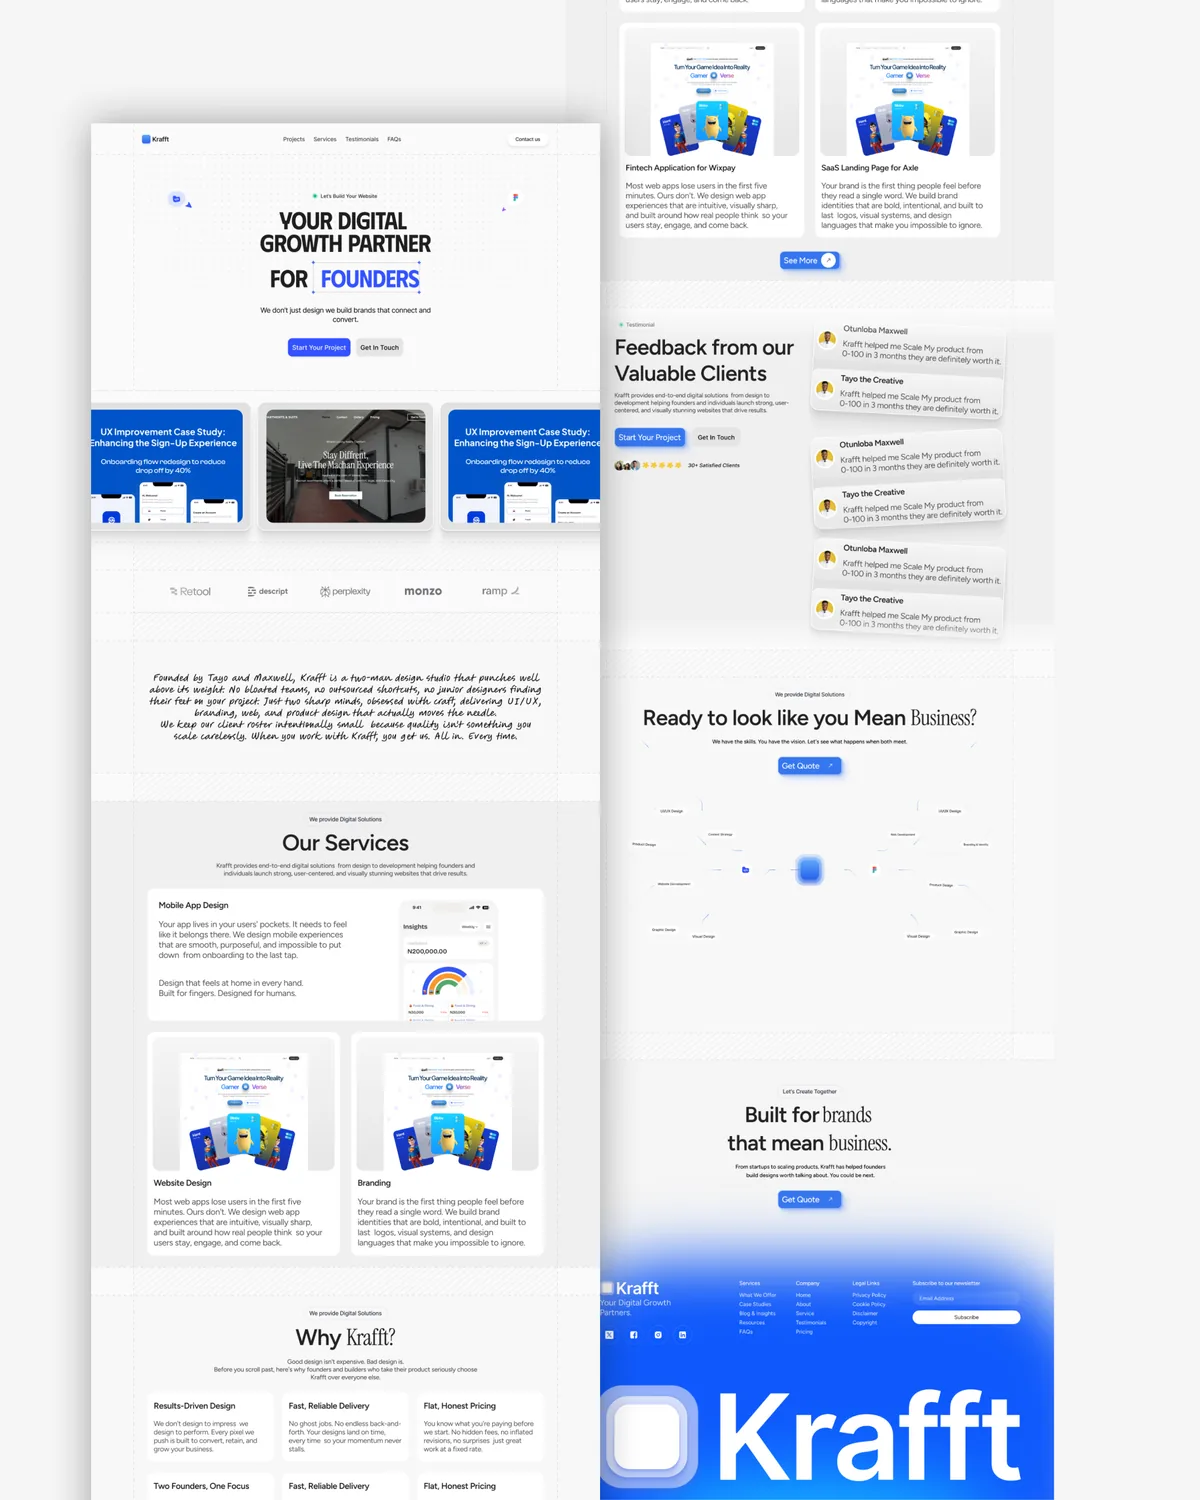 Krafft
Projects
Services
Testimonials
FAQs
Contact us
Let's Build Your Website
YOUR DIGITAL
GROWTH PARTNER
FOR FOUNDERS
We don't just design we build brands that connect and
convert.
Start Your Project
Get In Touch
UX Improvement Case Study:
Enhancing the Sign-Up Experience
Onboarding flow redesign to reduce
drop off by 40%
Stay Diffrent,
Live The Machan Experience
UX Improvement Case Study:
Enhancing the Sign-Up Experience
Onboarding flow redesign to reduce
drop off by 40%
Retool
descript
perplexity
monzo
ramp
Founded by Tayo and Maxwell, Krafft is a two-man design studio that punches well
above its weight. No bloated teams, no outsourced shortcuts, no junior designers finding
their feet on your project. Just two sharp minds, obsessed with craft, delivering UI/UX,
branding, web, and product design that actually moves the needle.
We keep our client roster intentionally small because quality isn't something you
scale carelessly. When you work with Krafft, you get us. All in. Every time.
We provide Digital Solutions
Our Services
Krafft provides end-to-end digital solutions from design to development helping founders and
individuals launch strong, user-centered, and visually stunning websites that drive results.
Mobile App Design
Your app lives in your users' pockets. It needs to feel
like it belongs there. We design mobile experiences
that are smooth, purposeful, and impossible to put
down from onboarding to the last tap.
Design that feels at home in every hand.
Built for fingers. Designed for humans.
9:41
Insights
N200,000.00
Turn Your Game Idea Into Reality
Gamer Verse
Website Design
Most web apps lose users in the first five
minutes. Ours don't. We design web app
experiences that are intuitive, visually sharp,
and built around how real people think so your
users stay, engage, and come back.
Turn Your Game Idea Into Reality
Gamer Verse
Branding
Your brand is the first thing people feel before
they read a single word. We build brand
identities that are bold, intentional, and built to
last logos, visual systems, and design
languages that make you impossible to ignore.
We provide Digital Solutions
Why Krafft?
Good design isn't expensive. Bad design is.
Before you scroll past, here's why founders and builders who take their product seriously choose
Krafft over everyone else.
Results-Driven Design
We don't design to impress we
design to perform. Every pixel we
push is built to convert, retain, and
grow your business.
Fast, Reliable Delivery
No ghost jobs. No endless back-and-
forth. Your designs land on time,
every time so your momentum never
stalls.
Flat, Honest Pricing
You know what you're paying before
we start. No hidden fees, no inflated
revisions, no surprises just great
work at a fixed rate.
Two Founders, One Focus
Fast, Reliable Delivery
Flat, Honest Pricing
Turn Your Game Idea Into Reality
Gamer Verse
Fintech Application for Wixpay
Most web apps lose users in the first five
minutes. Ours don't. We design web app
experiences that are intuitive, visually sharp,
and built around how real people think so your
users stay, engage, and come back.
Turn Your Game Idea Into Reality
Gamer Verse
SaaS Landing Page for Axle
Your brand is the first thing people feel before
they read a single word. We build brand
identities that are bold, intentional, and built to
last logos, visual systems, and design
languages that make you impossible to ignore.
See More
Testimonial
Feedback from our
Valuable Clients
Krafft provides end-to-end digital solutions from design to
development helping founders and individuals launch strong, user-
centered, and visually stunning websites that drive results.
Start Your Project
Get In Touch
30+ Satisfied Clients
Otunloba Maxwell
Krafft helped me Scale My product from
0-100 in 3 months they are definitely worth it.
Tayo the Creative
Krafft helped me Scale My product from
0-100 in 3 months they are definitely worth it.
Otunloba Maxwell
Krafft helped me Scale My product from
0-100 in 3 months they are definitely worth it.
Tayo the Creative
Krafft helped me Scale My product from
0-100 in 3 months they are definitely worth it.
Otunloba Maxwell
Krafft helped me Scale My product from
0-100 in 3 months they are definitely worth it.
Tayo the Creative
Krafft helped me Scale My product from
0-100 in 3 months they are definitely worth it.
We provide Digital Solutions
Ready to look like you Mean Business?
We have the skills. You have the vision. Let's see what happens when both meet.
Get Quote
UI/UX Design
Content Strategy
Product Design
Website Development
Graphic Design
Visual Design
UI/UX Design
Web Development
Branding & Identity
Product Design
Graphic Design
Visual Design
Let's Create Together
Built for brands
that mean business.
From startups to scaling products, Krafft has helped founders
build designs worth talking about. You could be next.
Get Quote
Krafft
Your Digital Growth
Partners.
Services
What We Offer
Case Studies
Blog & Insights
Resources
FAQs
Company
Home
About
Service
Testimonials
Pricing
Legal Links
Privacy Policy
Cookie Policy
Disclaimer
Copyright
Subscribe to our newsletter
Email Address
Subscribe
Krafft